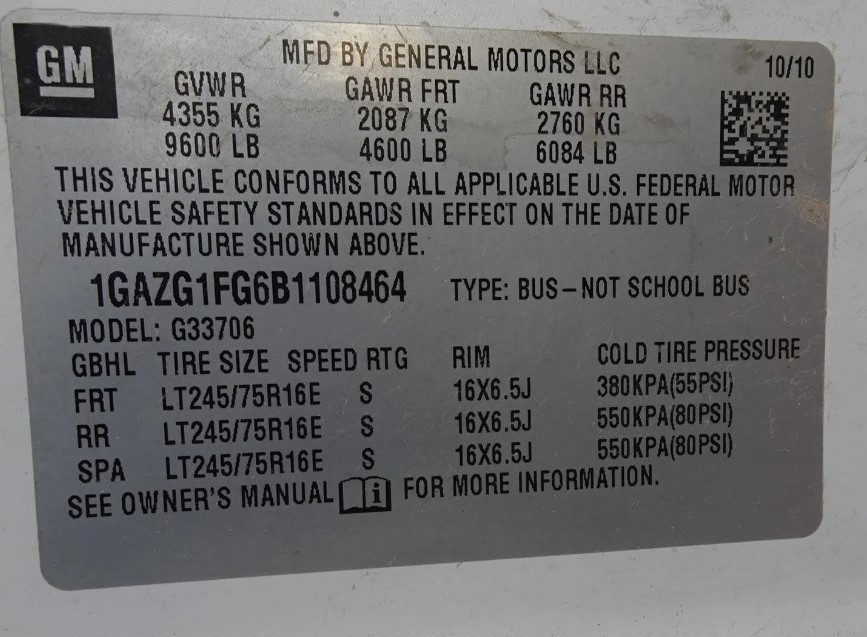 GM
MFD BY GENERAL MOTORS LLC 10/10
GVWR GAWR FRT GAWR RR
4355 KG 2087 KG 2760 KG
9600 LB 4600 LB 6084 LB
THIS VEHICLE CONFORMS TO ALL APPLICABLE U.S. FEDERAL MOTOR
VEHICLE SAFETY STANDARDS IN EFFECT ON THE DATE OF
MANUFACTURE SHOWN ABOVE.
1GAZG1FG6B1108464 TYPE: BUS – NOT SCHOOL BUS
MODEL: G33706
GBHL TIRE SIZE SPEED RTG RIM COLD TIRE PRESSURE
FRT LT245/75R16E S 16X6.5J 380KPA(55PSI)
RR LT245/75R16E S 16X6.5J 550KPA(80PSI)
SPA LT245/75R16E S 16X6.5J 550KPA(80PSI)
SEE OWNER'S MANUAL i FOR MORE INFORMATION.